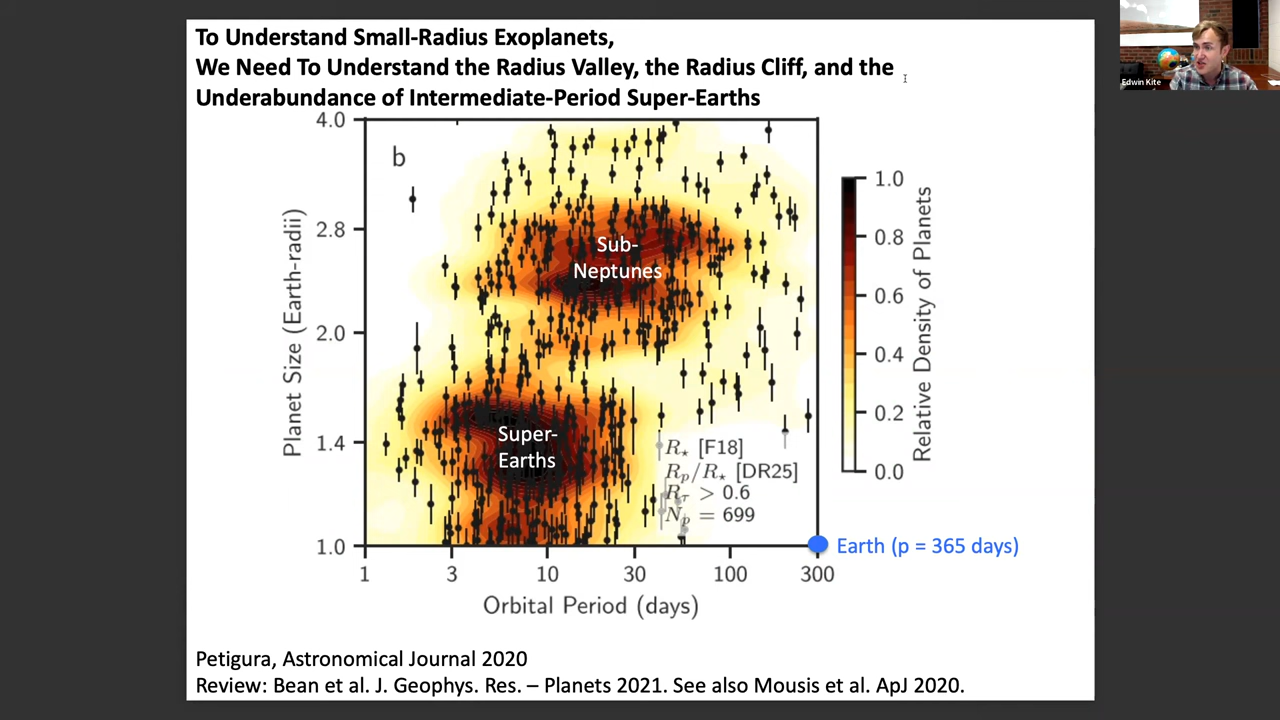 To Understand Small-Radius Exoplanets,
We Need To Understand the Radius Valley, the Radius Cliff, and the
Underabundance of Intermediate-Period Super-Earths
Edwin Kite
b
4.0
2.8
2.0
1.4
1.0
Planet Size (Earth-radii)
Sub-
Neptunes
Super-
Earths
R⋆ [F18]
Rp/R⋆ [DR25]
Rτ > 0.6
Np = 699
1.0
0.8
0.6
0.4
0.2
0.0
Relative Density of Planets
Earth (p = 365 days)
1 3 10 30 100 300
Orbital Period (days)
Petigura, Astronomical Journal 2020
Review: Bean et al. J. Geophys. Res. – Planets 2021. See also Mousis et al. ApJ 2020.